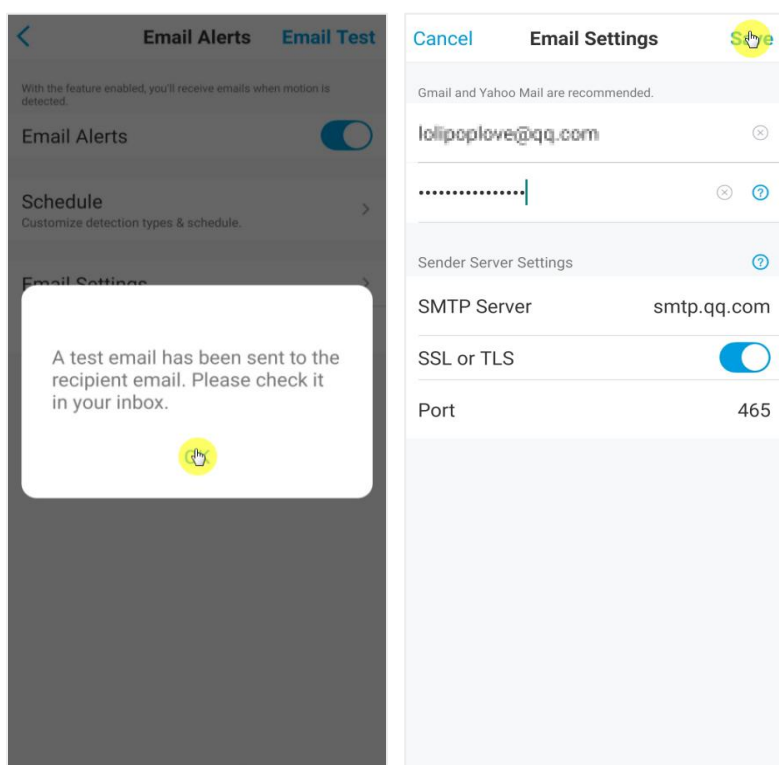 Email Alerts
Email Test
With the feature enabled, you'll receive emails when motion is
detected.
Email Alerts
Schedule
Customize detection types & schedule.
Email Settings
A test email has been sent to the
recipient email. Please check it
in your inbox.
Cancel
Email Settings
Gmail and Yahoo Mail are recommended.
SMTP Server
smtp.qq.com
Sender Server Settings
SSL or TLS
Port
465